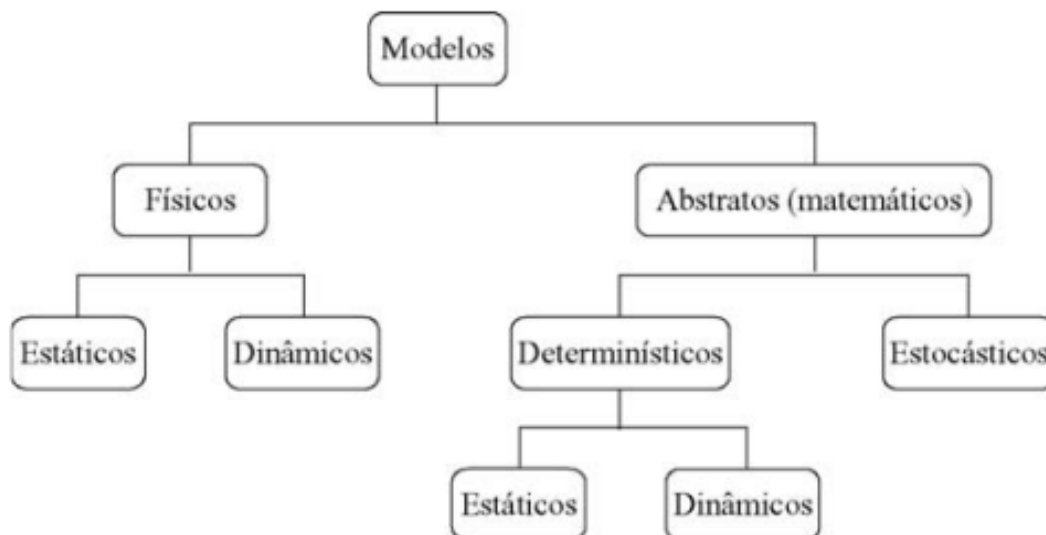 Modelos
Físicos
Abstratos (matemáticos)
Estáticos
Dinâmicos
Determinísticos
Estocásticos
Estáticos
Dinâmicos